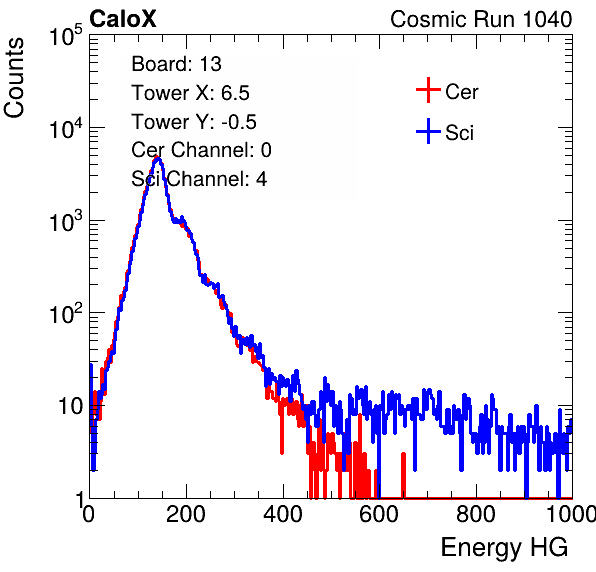 CaloX Cosmic Run 1040
Counts
10^5
10^4
10^3
10^2
10
1
Board: 13
Tower X: 6.5
Tower Y: -0.5
Cer Channel: 0
Sci Channel: 4
Cer
Sci
0 200 400 600 800 1000
Energy HG